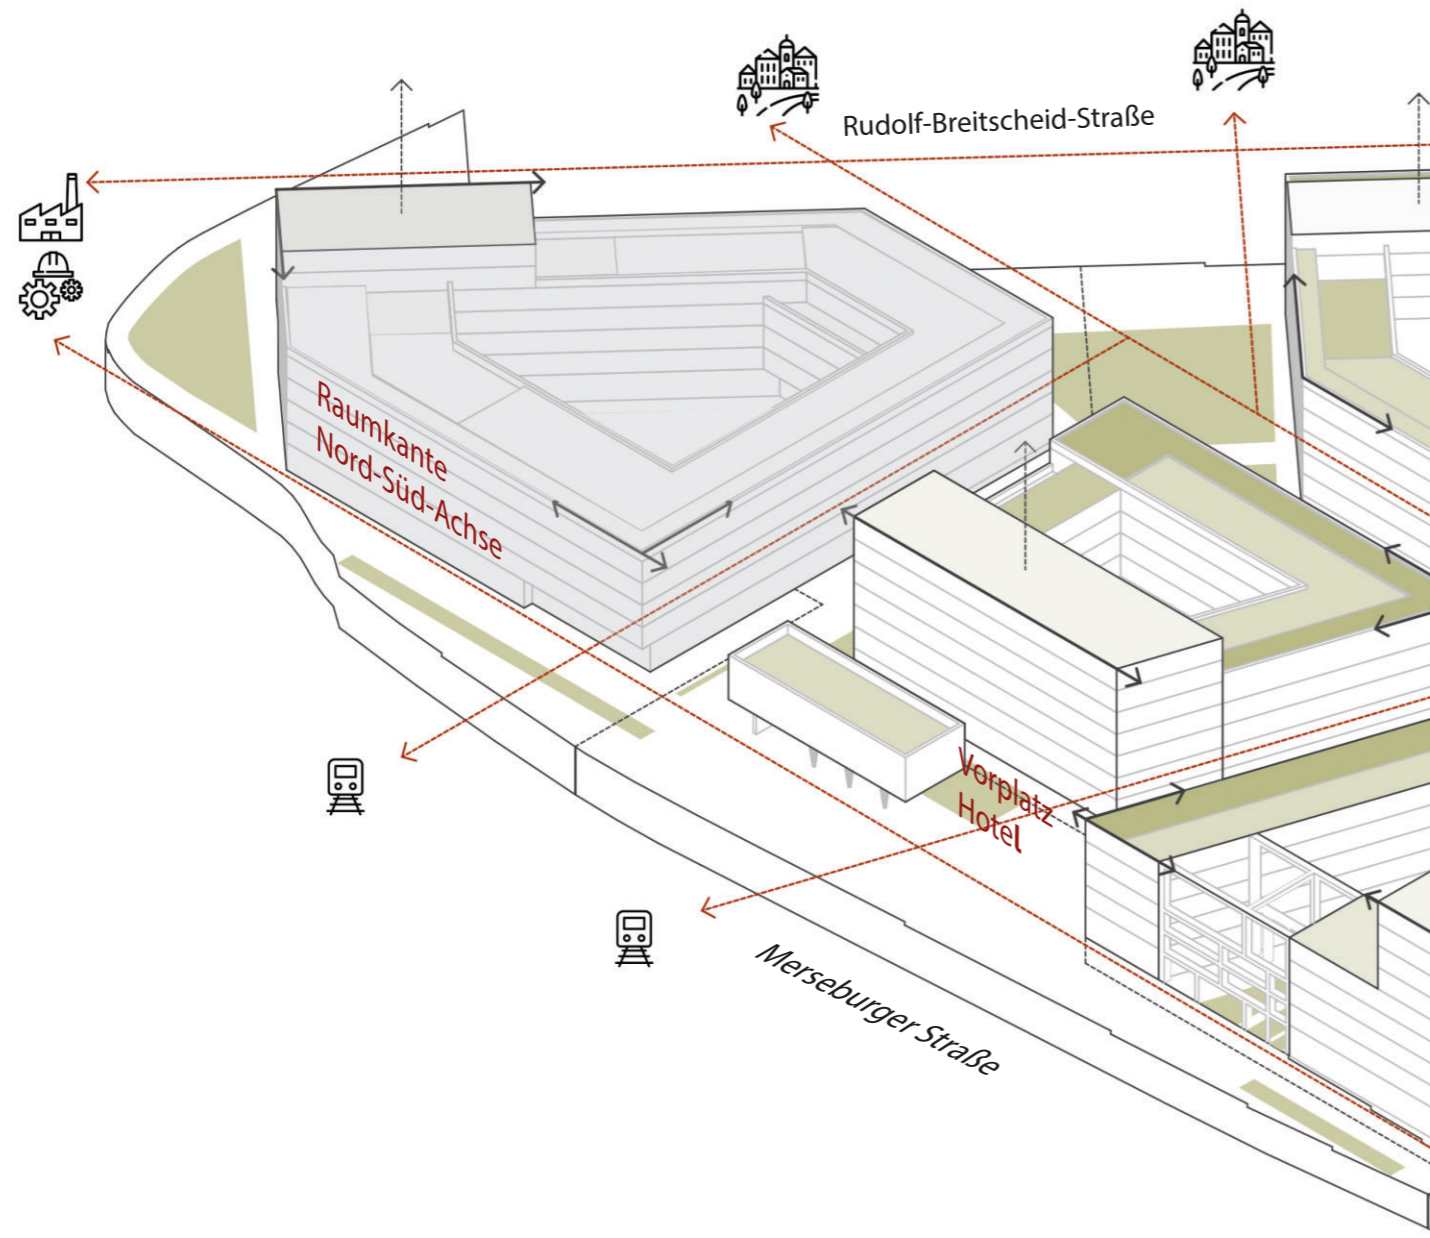 Rudolf-Breitscheid-Straße
Raumkante
Nord-Süd-Achse
Vorplatz
Hotel
Merseburger Straße